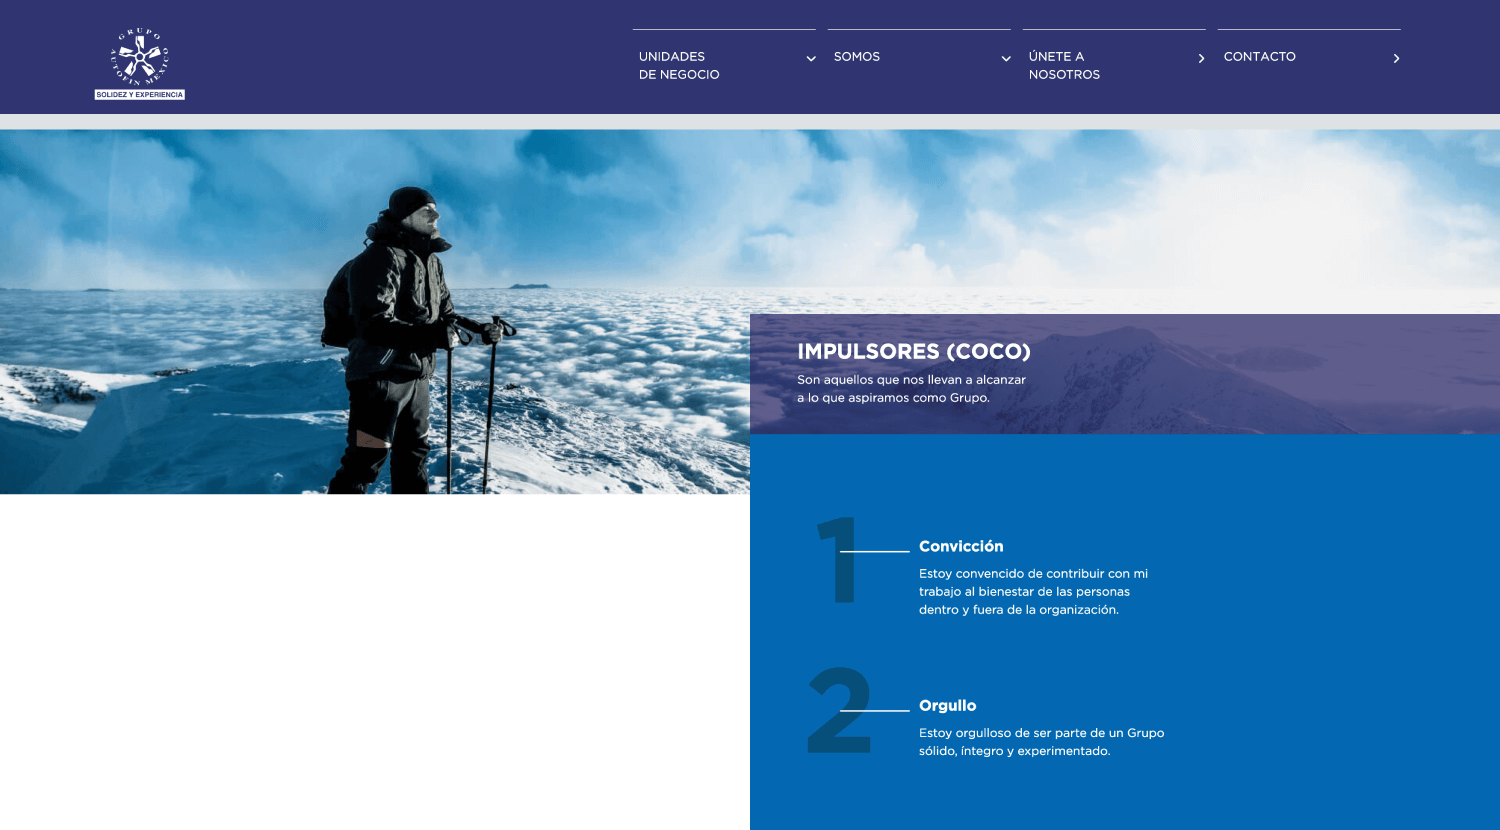 GRUPO
AUTOFIN MEXICO
SOLIDEZ Y EXPERIENCIA
UNIDADES
DE NEGOCIO
SOMOS
ÚNETE A
NOSOTROS
CONTACTO
IMPULSORES (COCO)
Son aquellos que nos llevan a alcanzar
a lo que aspiramos como Grupo.
1
Convicción
Estoy convencido de contribuir con mi
trabajo al bienestar de las personas
dentro y fuera de la organización.
2
Orgullo
Estoy orgulloso de ser parte de un Grupo
sólido, íntegro y experimentado.